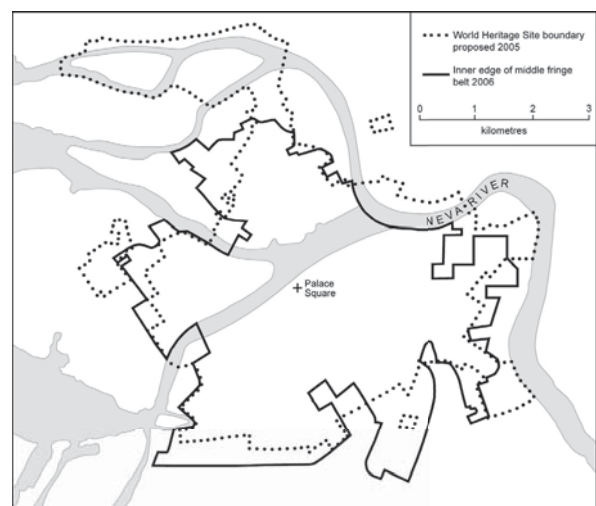 World Heritage Site boundary
proposed 2005
Inner edge of middle fringe
belt 2006
0 1 2 3
kilometres
NEVA RIVER
Palace
Square